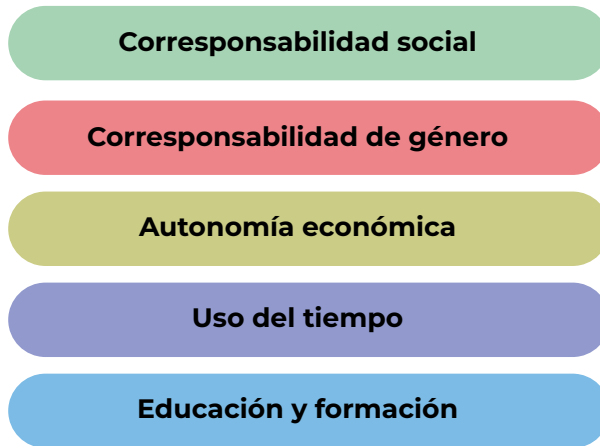 Corresponsabilidad social
Corresponsabilidad de género
Autonomía económica
Uso del tiempo
Educación y formación